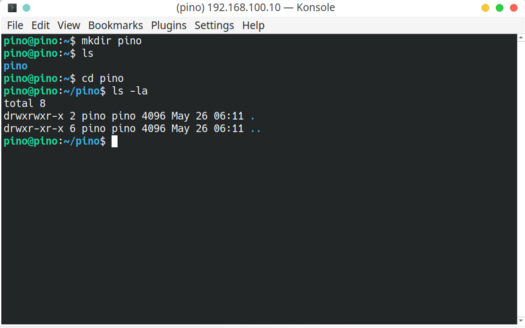 (pino) 192.168.100.10 — Konsole
File Edit View Bookmarks Plugins Settings Help
pino@pino:~$ mkdir pino
pino@pino:~$ ls
pino
pino@pino:~$ cd pino
pino@pino:~/pino$ ls -la
total 8
drwxrwxr-x 2 pino pino 4096 May 26 06:11 .
drwxr-xr-x 6 pino pino 4096 May 26 06:11 ..
pino@pino:~/pino$